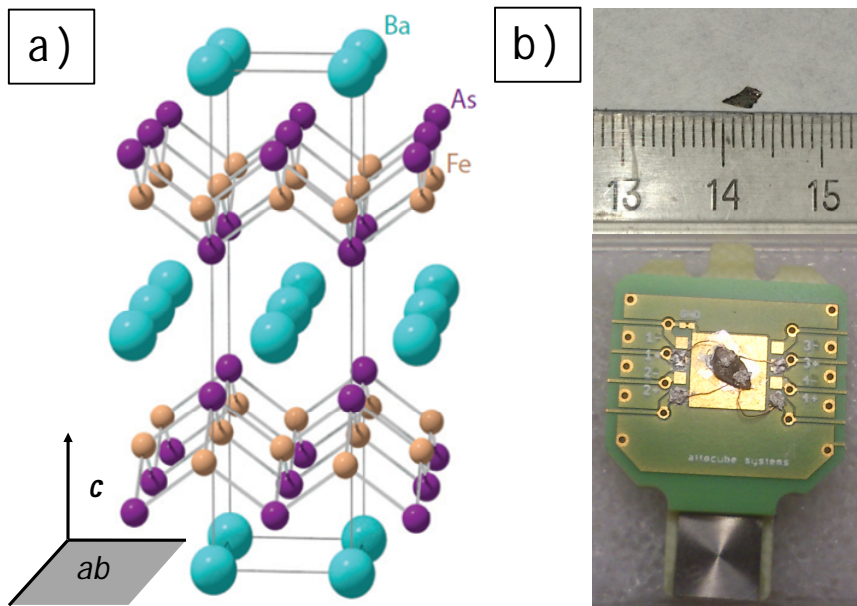 a)
Ba
As
Fe
c
ab
b)
13 14 15
GND
1-
1+
2-
2+
3-
3+
4-
4+
attocube systems